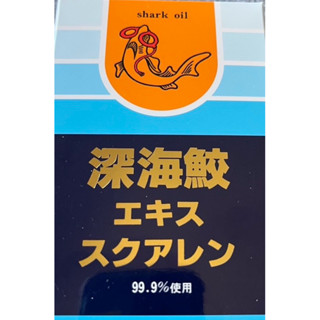 shark oil
深海鮫
エキス
スクアレン
99.9%使用